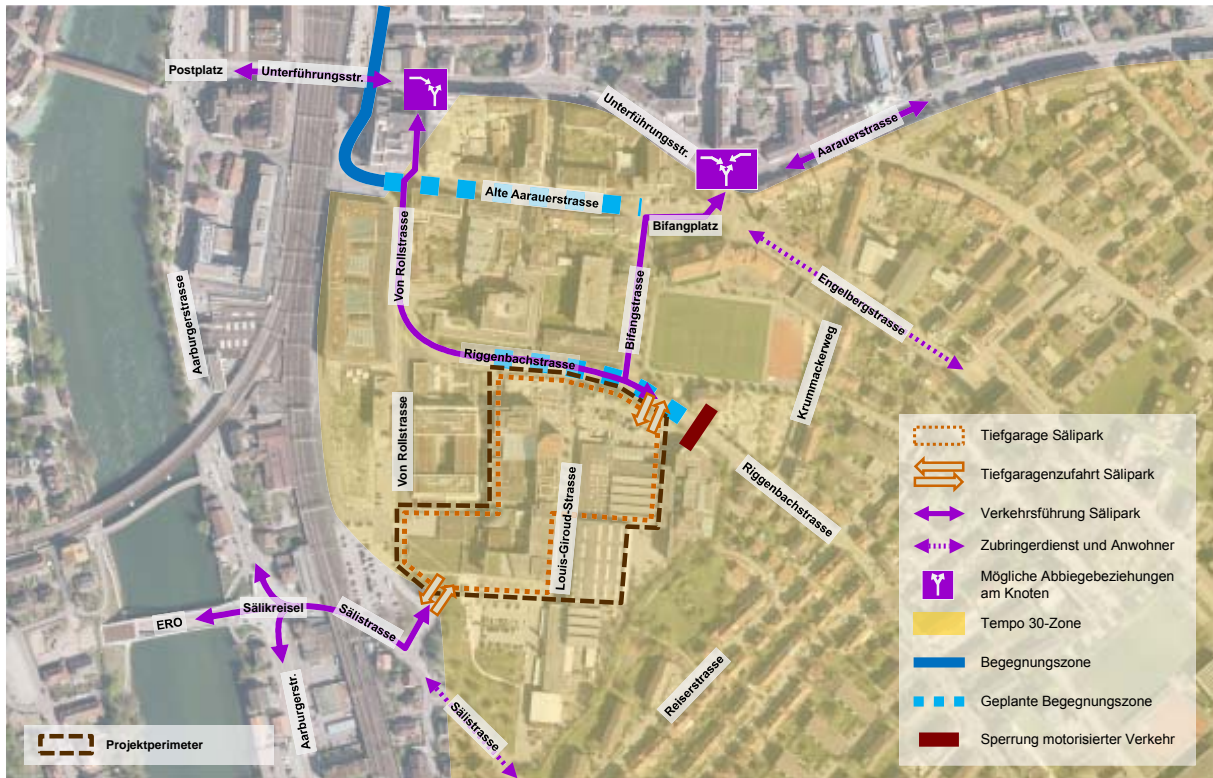 Postplatz
Unterführungsstr.
Unterführungsstr.
Aarauerstrasse
Alte Aarauerstrasse
Bifangplatz
Von Rollstrasse
Bifangstrasse
Engelbergstrasse
Aarburgerstrasse
Riggenbachstrasse
Krummackerweg
Von Rollstrasse
Louis-Giroud-Strasse
Riggenbachstrasse
Sälikreisel
ERO
Sälistrasse
Aarburgerstr.
Sälistrasse
Reiserstrasse
Projektperimeter
Tiefgarage Sälipark
Tiefgaragenzufahrt Sälipark
Verkehrsführung Sälipark
Zubringerdienst und Anwohner
Mögliche Abbiegebeziehungen
am Knoten
Tempo 30-Zone
Begegnungszone
Geplante Begegnungszone
Sperrung motorisierter Verkehr